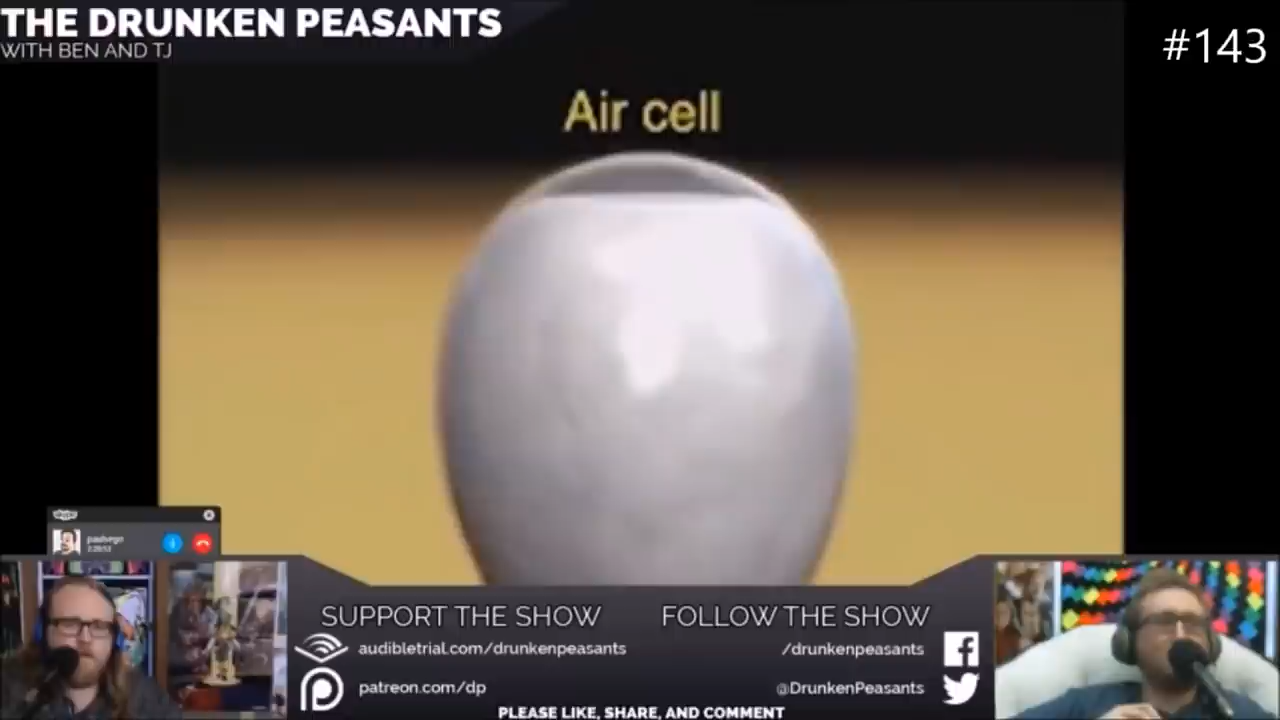 THE DRUNKEN PEASANTS
WITH BEN AND TJ
#143
Air cell
skype
SUPPORT THE SHOW
FOLLOW THE SHOW
audibletrial.com/drunkenpeasants
/drunkenpeasants
patreon.com/dp
@DrunkenPeasants
PLEASE LIKE, SHARE, AND COMMENT